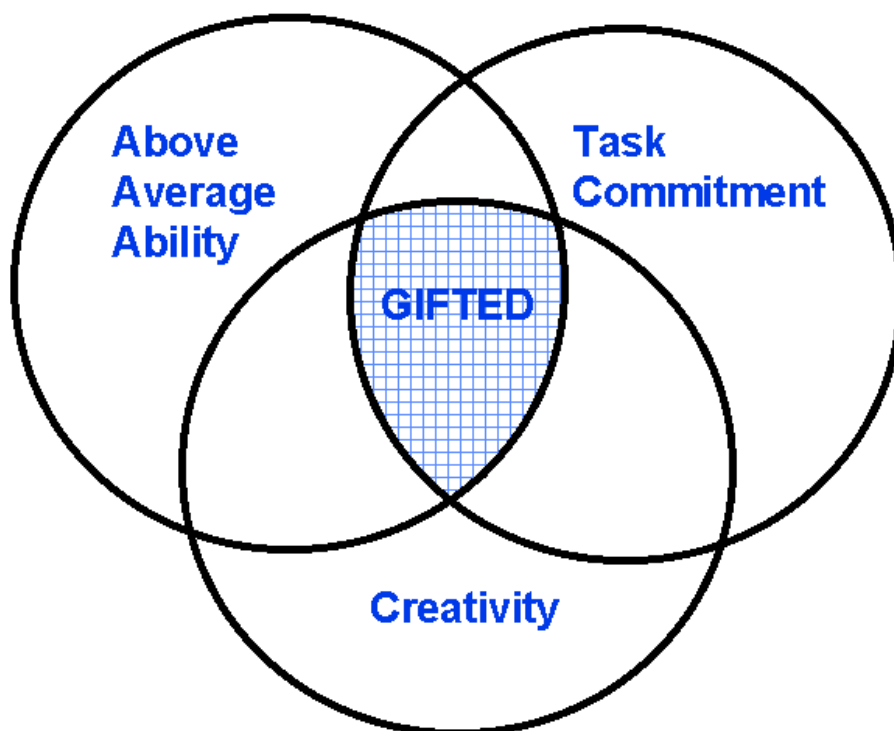 Above
Average
Ability
Task
Commitment
GIFTED
Creativity